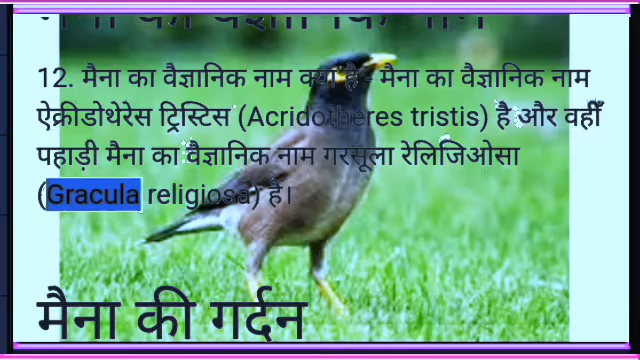 मैना का वैज्ञानिक नाम
12. मैना का वैज्ञानिक नाम क्या है - मैना का वैज्ञानिक नाम
ऐक्रीडोथेरेस ट्रिस्टिस (Acridotheres tristis) है और वहीँ
पहाड़ी मैना का वैज्ञानिक नाम गरसूला रेलिजिओसा
(Gracula religiosa) है।
मैना की गर्दन